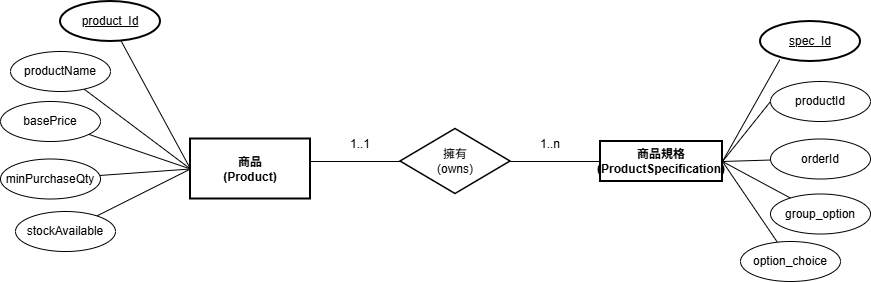 product_Id
productName
basePrice
minPurchaseQty
stockAvailable
商品
(Product)
1..1
擁有
(owns)
1..n
商品規格
(ProductSpecification)
spec_Id
productId
orderId
group_option
option_choice